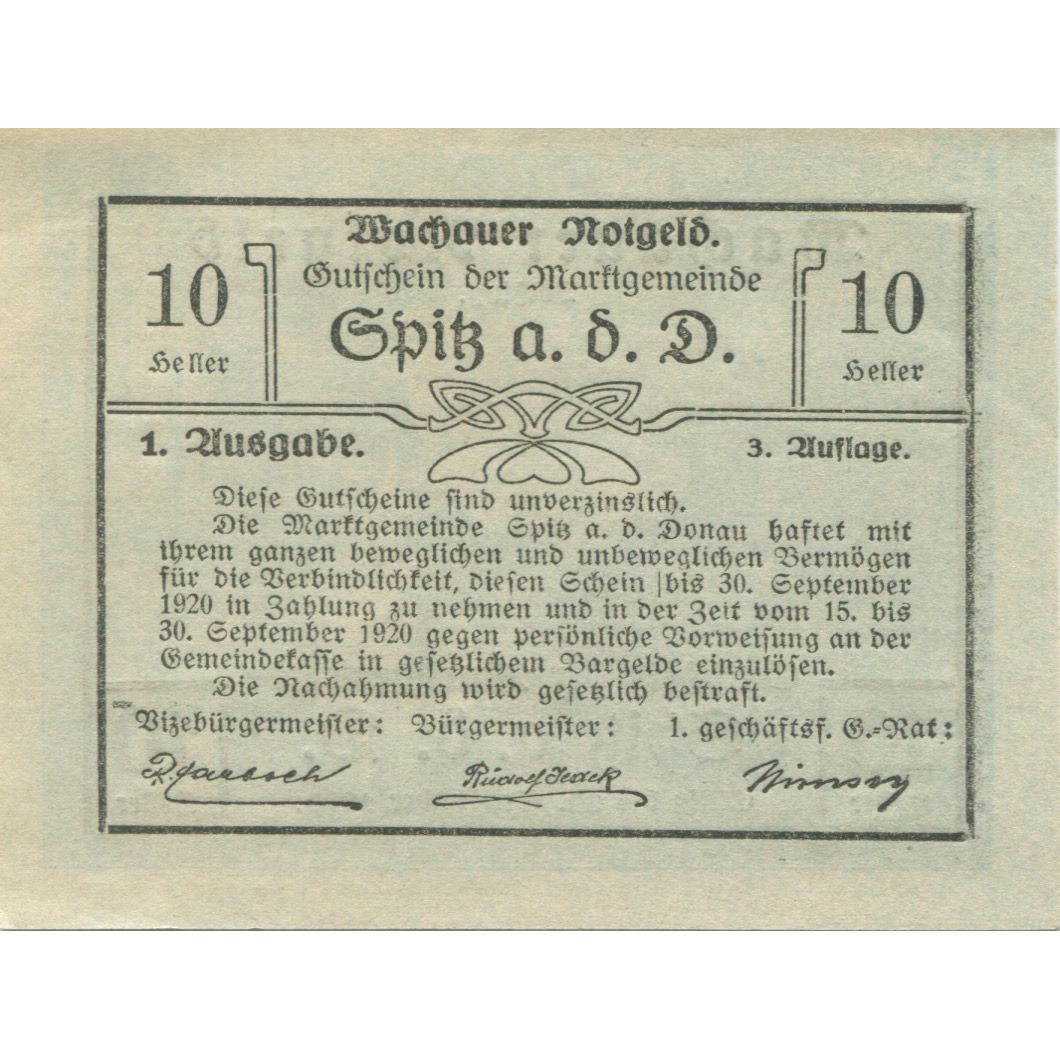 Wachauer Notgeld.
10 Heller
Gutschein der Marktgemeinde
Spitz a. d. D.
10 Heller
1. Ausgabe.
3. Auflage.
Diese Gutscheine sind unverzinslich.
Die Marktgemeinde Spitz a. d. Donau haftet mit
ihrem ganzen beweglichen und unbeweglichen Vermögen
für die Verbindlichkeit, diesen Schein bis 30. September
1920 in Zahlung zu nehmen und in der Zeit vom 15. bis
30. September 1920 gegen persönliche Vorweisung an der
Gemeindekasse in gesetzlichem Bargelde einzulösen.
Die Nachahmung wird gesetzlich bestraft.
Vizebürgermeister: Bürgermeister: 1. geschäftsf. G.-Rat:
Rudolf